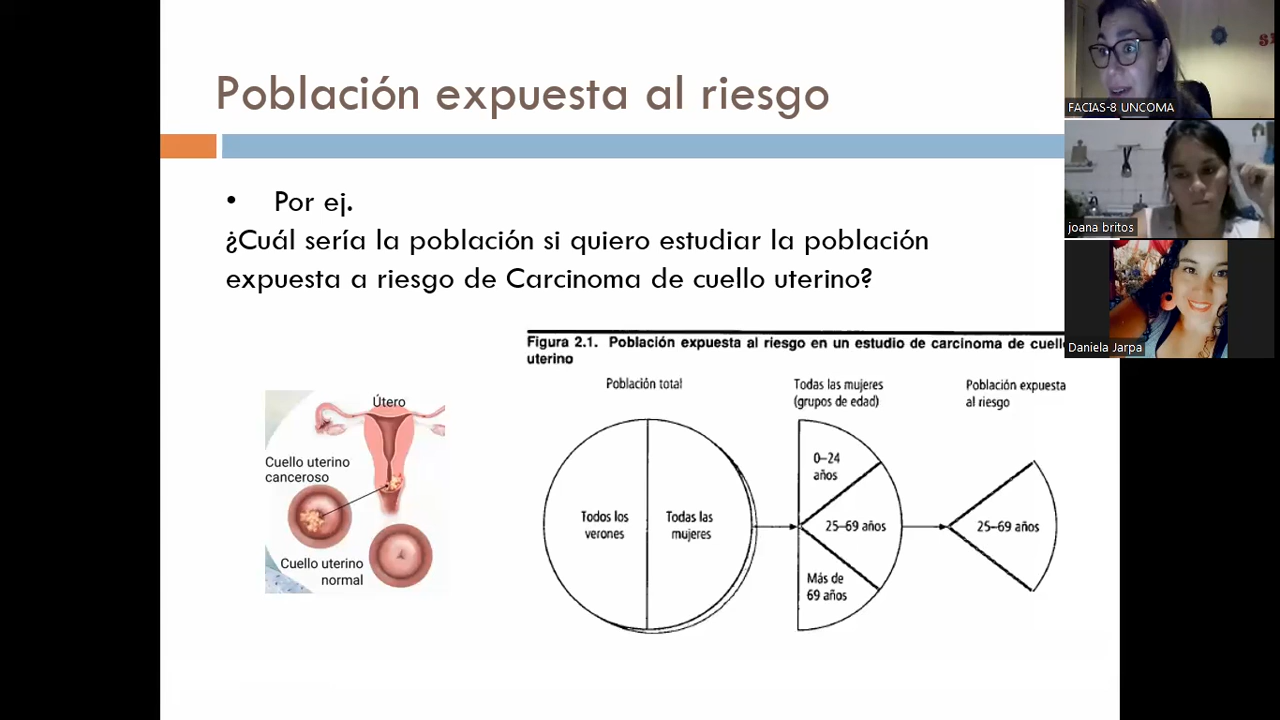 Población expuesta al riesgo
• Por ej.
¿Cuál sería la población si quiero estudiar la población
expuesta a riesgo de Carcinoma de cuello uterino?
Figura 2.1. Población expuesta al riesgo en un estudio de carcinoma de cuell
uterino
Población total
Todas las mujeres
(grupos de edad)
Población expuesta
al riesgo
Todos los
verones
Todas las
mujeres
0–24
años
25–69 años
Más de
69 años
25–69 años
Útero
Cuello uterino
canceroso
Cuello uterino
normal
FACIAS-8 UNCOMA
joana britos
Daniela Jarpa